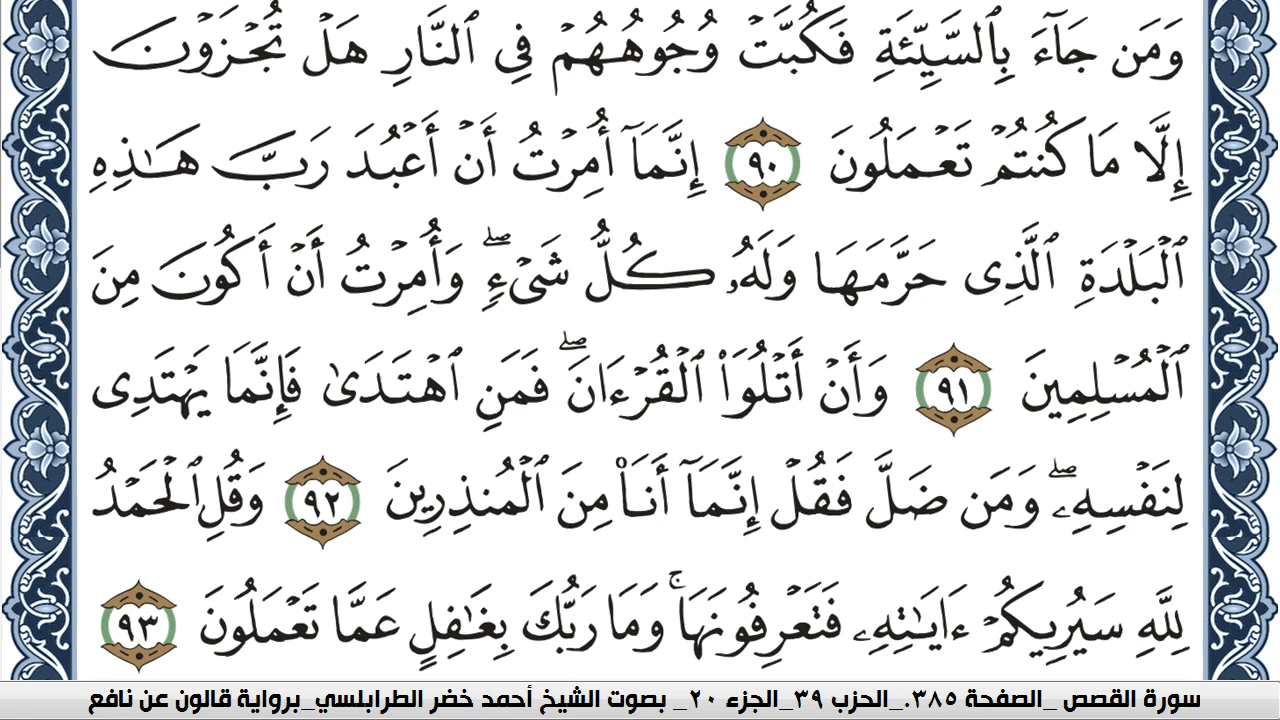 وَمَن جَآءَ بِٱلسَّيِّئَةِ فَكُبَّتۡ وُجُوهُهُمۡ فِي ٱلنَّارِ هَلۡ تُجۡزَوۡنَ
إِلَّا مَا كُنتُمۡ تَعۡمَلُونَ ٩٠ إِنَّمَآ أُمِرۡتُ أَنۡ أَعۡبُدَ رَبَّ هَٰذِهِ
ٱلۡبَلۡدَةِ ٱلَّذِى حَرَّمَهَا وَلَهُۥ كُلُّ شَىۡءٍۖ وَأُمِرۡتُ أَنۡ أَكُونَ مِنَ
ٱلۡمُسۡلِمِينَ ٩١ وَأَنۡ أَتۡلُوَاْ ٱلۡقُرۡءَانَۖ فَمَنِ ٱهۡتَدَىٰ فَإِنَّمَا يَهۡتَدِى
لِنَفۡسِهِۦۖ وَمَن ضَلَّ فَقُلۡ إِنَّمَآ أَنَا۠ مِنَ ٱلۡمُنذِرِينَ ٩٢ وَقُلِ ٱلۡحَمۡدُ
لِلَّهِ سَيُرِيكُمۡ ءَايَٰتِهِۦ فَتَعۡرِفُونَهَاۚ وَمَا رَبُّكَ بِغَٰفِلٍ عَمَّا تَعۡمَلُونَ ٩٣
سورة القصص _الصفحة ٣٨٥._الحزب ٣٩_الجزء ٢٠_ بصوت الشيخ أحمد خضر الطرابلسي_برواية قالون عن نافع